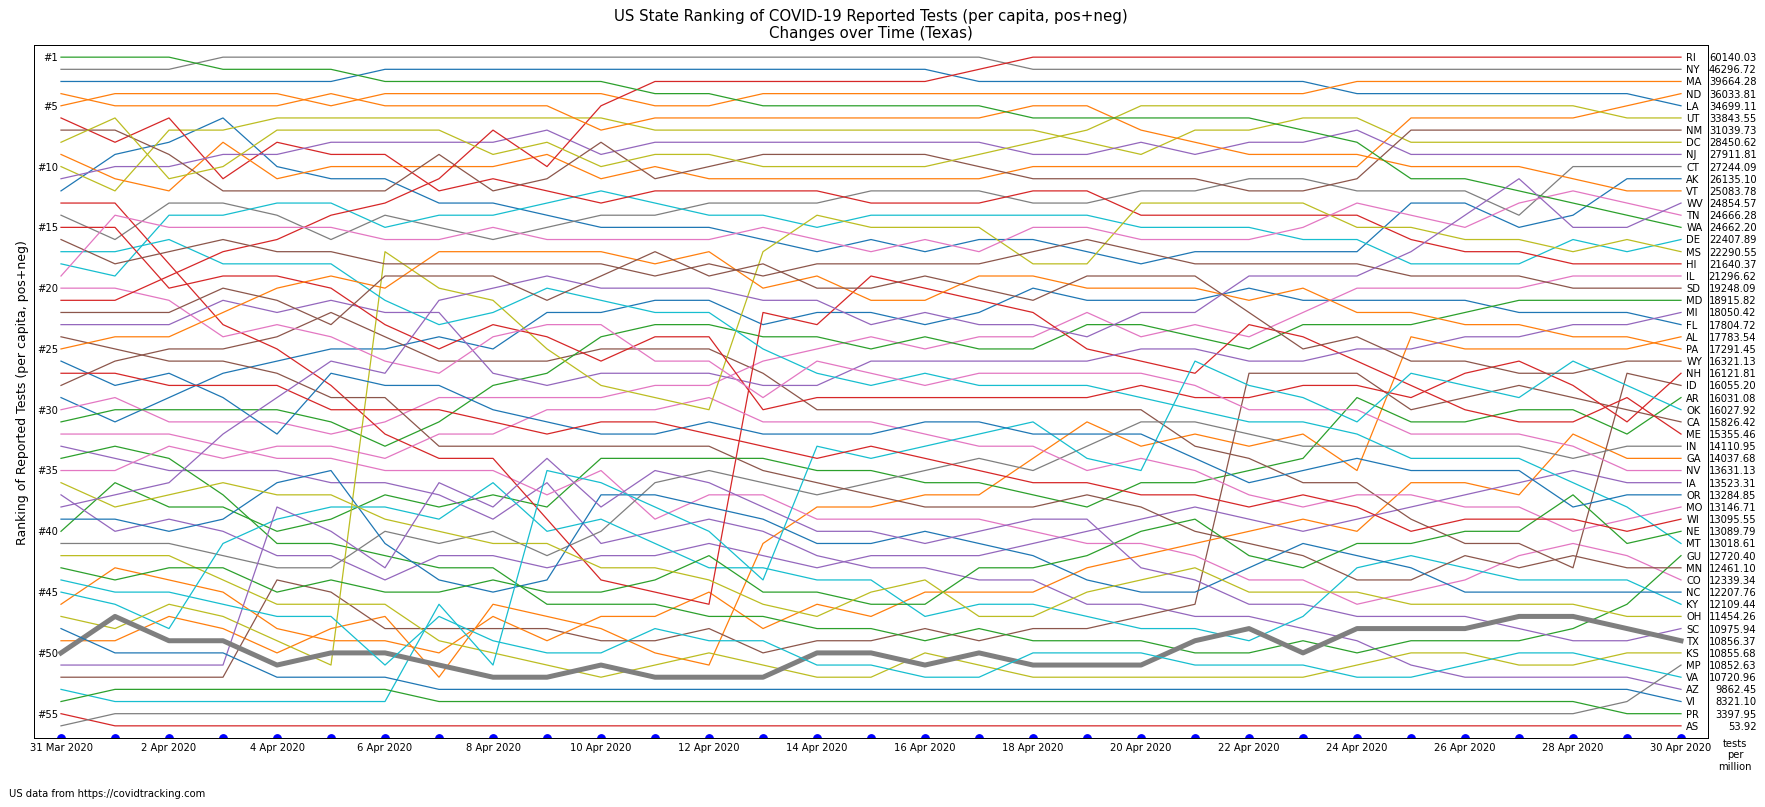 US State Ranking of COVID-19 Reported Tests (per capita, pos+neg)
Changes over Time (Texas)
Ranking of Reported Tests (per capita, pos+neg)
#1
#5
#10
#15
#20
#25
#30
#35
#40
#45
#50
#55
RI 60140.03
NY 46296.72
MA 39664.28
ND 36033.81
LA 34699.11
UT 33843.55
NM 31039.73
DC 28450.62
NJ 27911.81
CT 27244.09
AK 26135.10
VT 25083.78
WV 24854.57
TN 24666.28
WA 24662.20
DE 22407.89
MS 22290.55
HI 21640.37
IL 21296.62
SD 19248.09
MD 18915.82
MI 18050.42
FL 17804.72
AL 17783.54
PA 17291.45
WY 16321.13
NH 16121.81
ID 16055.20
AR 16031.08
OK 16027.92
CA 15826.42
ME 15355.46
IN 14110.95
GA 14037.68
NV 13631.13
IA 13523.31
OR 13284.85
MO 13146.71
WI 13095.55
NE 13089.79
MT 13018.61
GU 12720.40
MN 12461.10
CO 12339.34
NC 12207.76
KY 12109.44
OH 11454.26
SC 10975.94
TX 10856.37
KS 10855.68
MP 10852.63
VA 10720.96
AZ 9862.45
VI 8321.10
PR 3397.95
AS 53.92
31 Mar 2020 2 Apr 2020 4 Apr 2020 6 Apr 2020 8 Apr 2020 10 Apr 2020 12 Apr 2020 14 Apr 2020 16 Apr 2020 18 Apr 2020 20 Apr 2020 22 Apr 2020 24 Apr 2020 26 Apr 2020 28 Apr 2020 30 Apr 2020
tests
per
million
US data from https://covidtracking.com